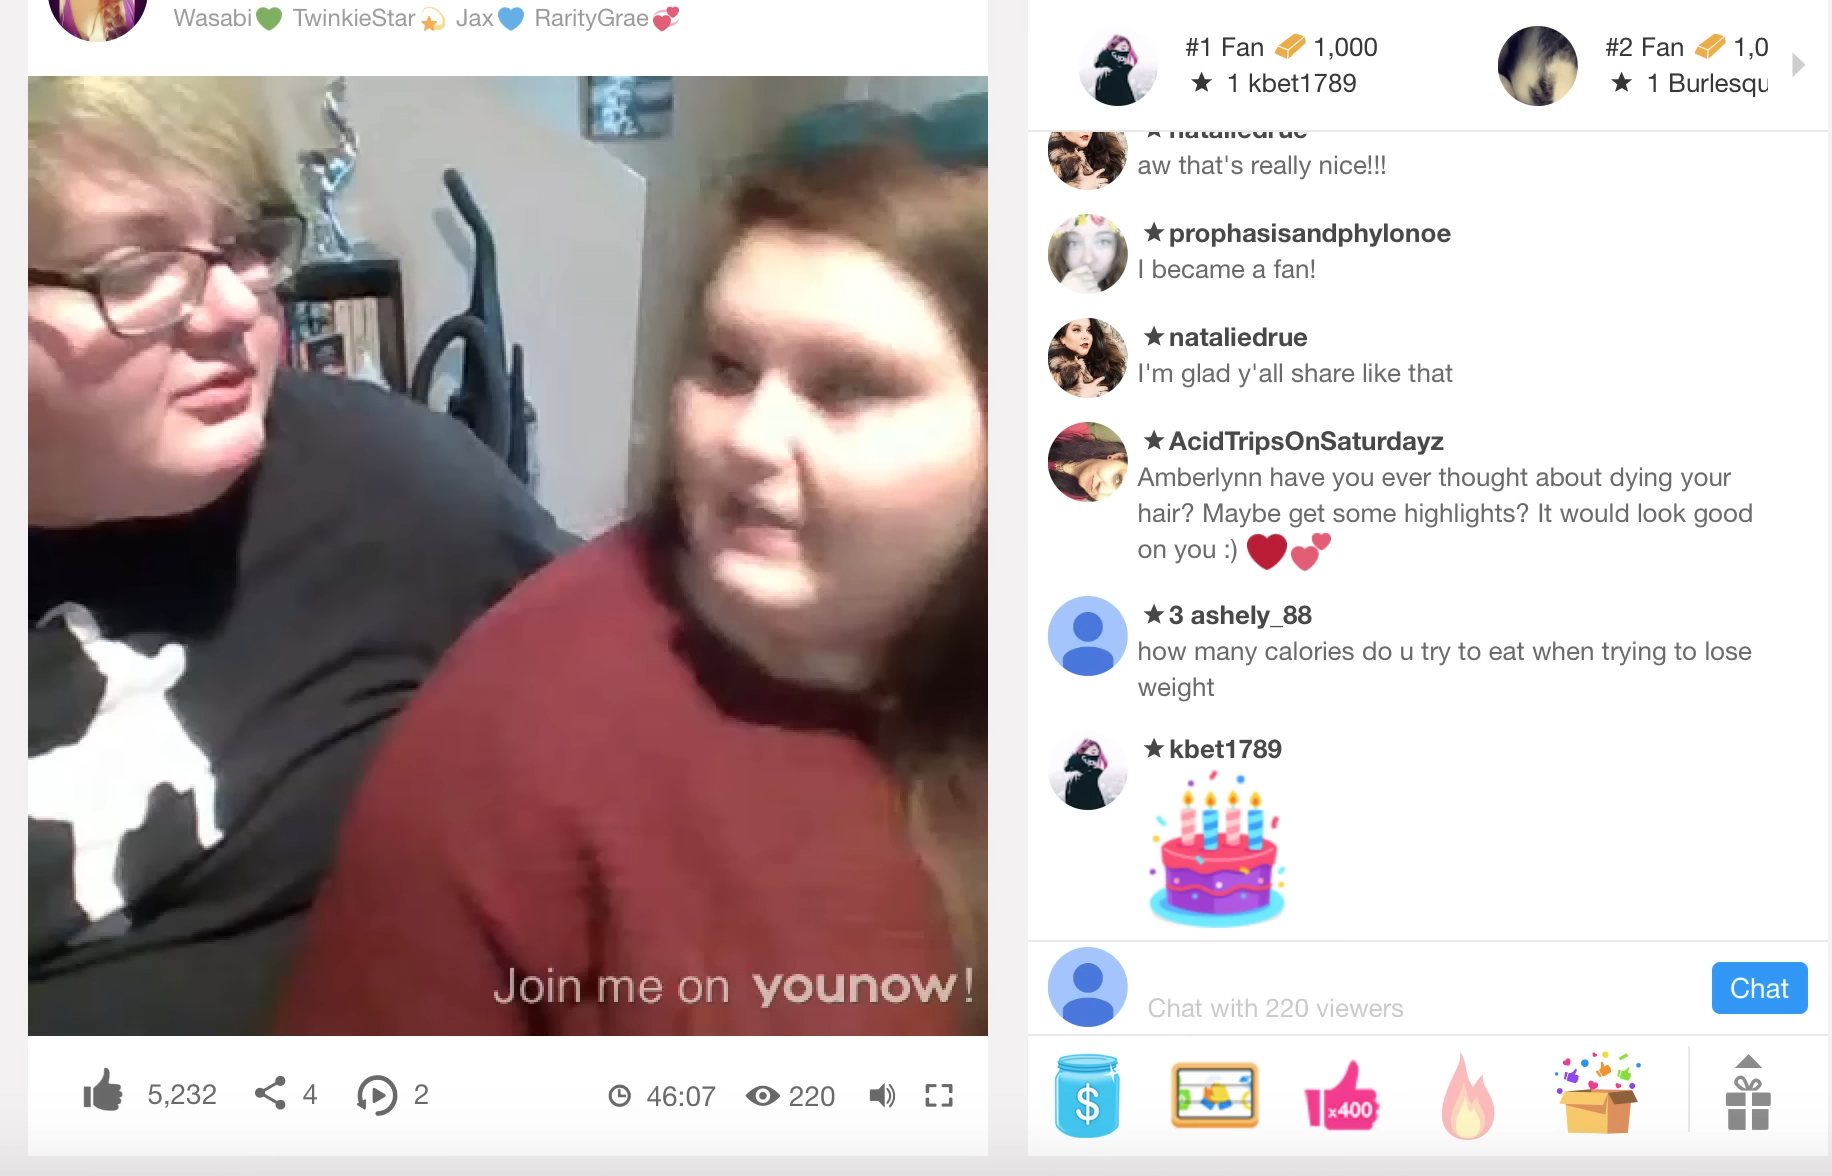 Wasabi💚 TwinkieStar💫 Jax💙 RarityGrae💞
Join me on younow!
5,232
4
2
46:07
220
#1 Fan 1,000
★ 1 kbet1789
#2 Fan 1,0
★ 1 Burlesqu
★ nataliedrue
aw that's really nice!!!
★ prophasisandphylonoe
I became a fan!
★ nataliedrue
I'm glad y'all share like that
★ AcidTripsOnSaturdayz
Amberlynn have you ever thought about dying your
hair? Maybe get some highlights? It would look good
on you :) ❤️💕
★ 3 ashely_88
how many calories do u try to eat when trying to lose
weight
★ kbet1789
Chat with 220 viewers
Chat
$
x400